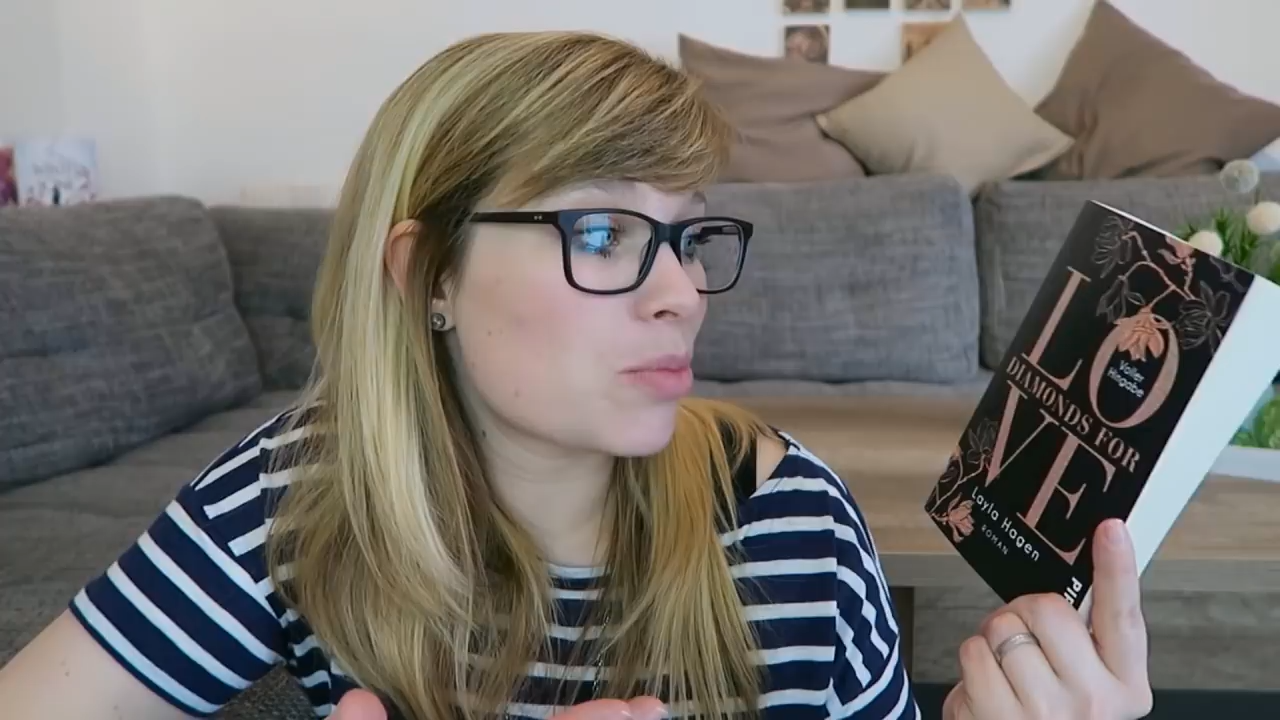 LO
Voller
Hingabe
DIAMONDS FOR
VE
Layla Hagen
ROMAN